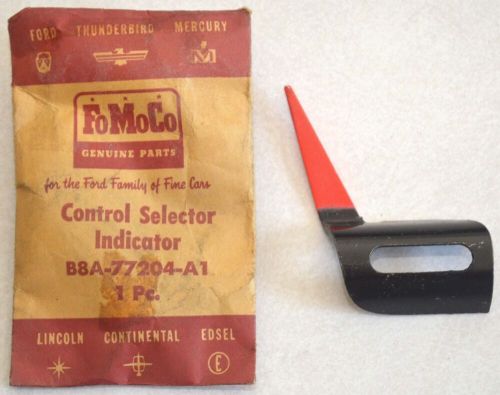 FORD THUNDERBIRD MERCURY
M
FoMoCo
GENUINE PARTS
for the Ford Family of Fine Cars
Control Selector
Indicator
B8A-77204-A1
1 Pc.
LINCOLN CONTINENTAL EDSEL
E